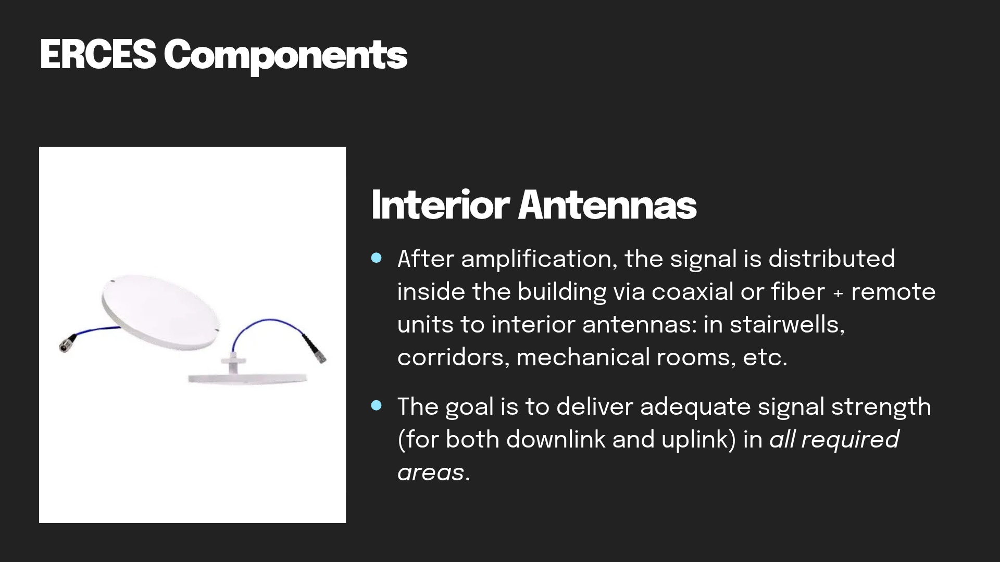 ERCES Components
Interior Antennas
After amplification, the signal is distributed
inside the building via coaxial or fiber + remote
units to interior antennas: in stairwells,
corridors, mechanical rooms, etc.
The goal is to deliver adequate signal strength
(for both downlink and uplink) in all required
areas.